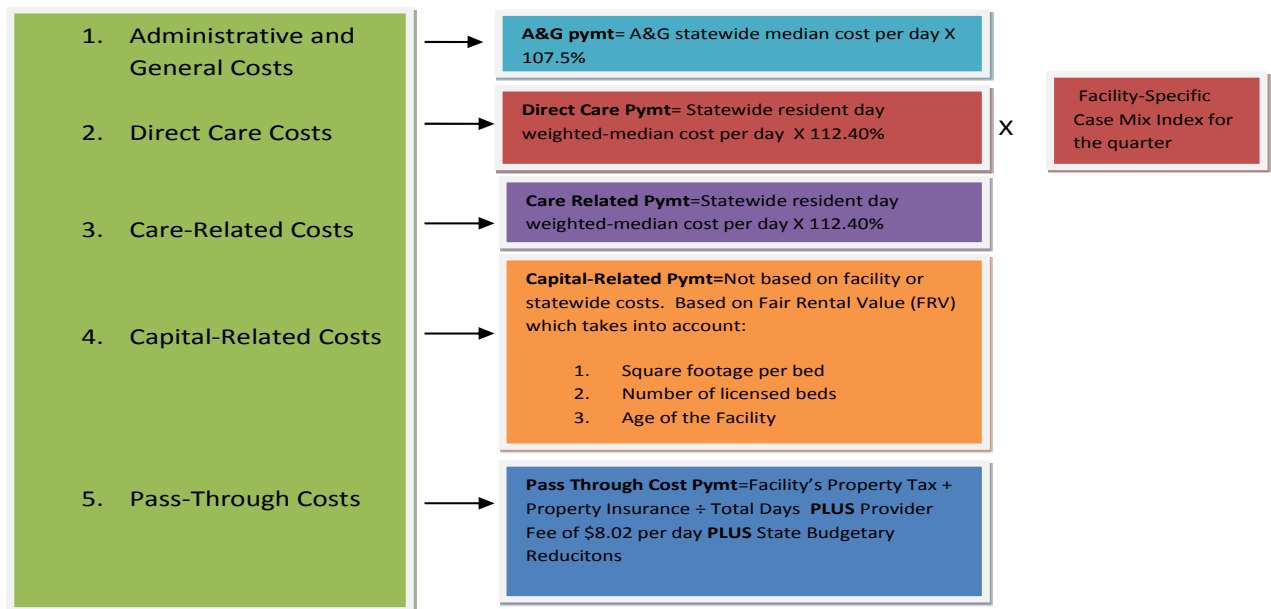 1. Administrative and
General Costs
A&G pymt= A&G statewide median cost per day X
107.5%
2. Direct Care Costs
Direct Care Pymt= Statewide resident day
weighted-median cost per day X 112.40%
X
Facility-Specific
Case Mix Index for
the quarter
3. Care-Related Costs
Care Related Pymt=Statewide resident day
weighted-median cost per day X 112.40%
4. Capital-Related Costs
Capital-Related Pymt=Not based on facility or
statewide costs. Based on Fair Rental Value (FRV)
which takes into account:
1. Square footage per bed
2. Number of licensed beds
3. Age of the Facility
5. Pass-Through Costs
Pass Through Cost Pymt=Facility's Property Tax +
Property Insurance ÷ Total Days PLUS Provider
Fee of $8.02 per day PLUS State Budgetary
Reducitons